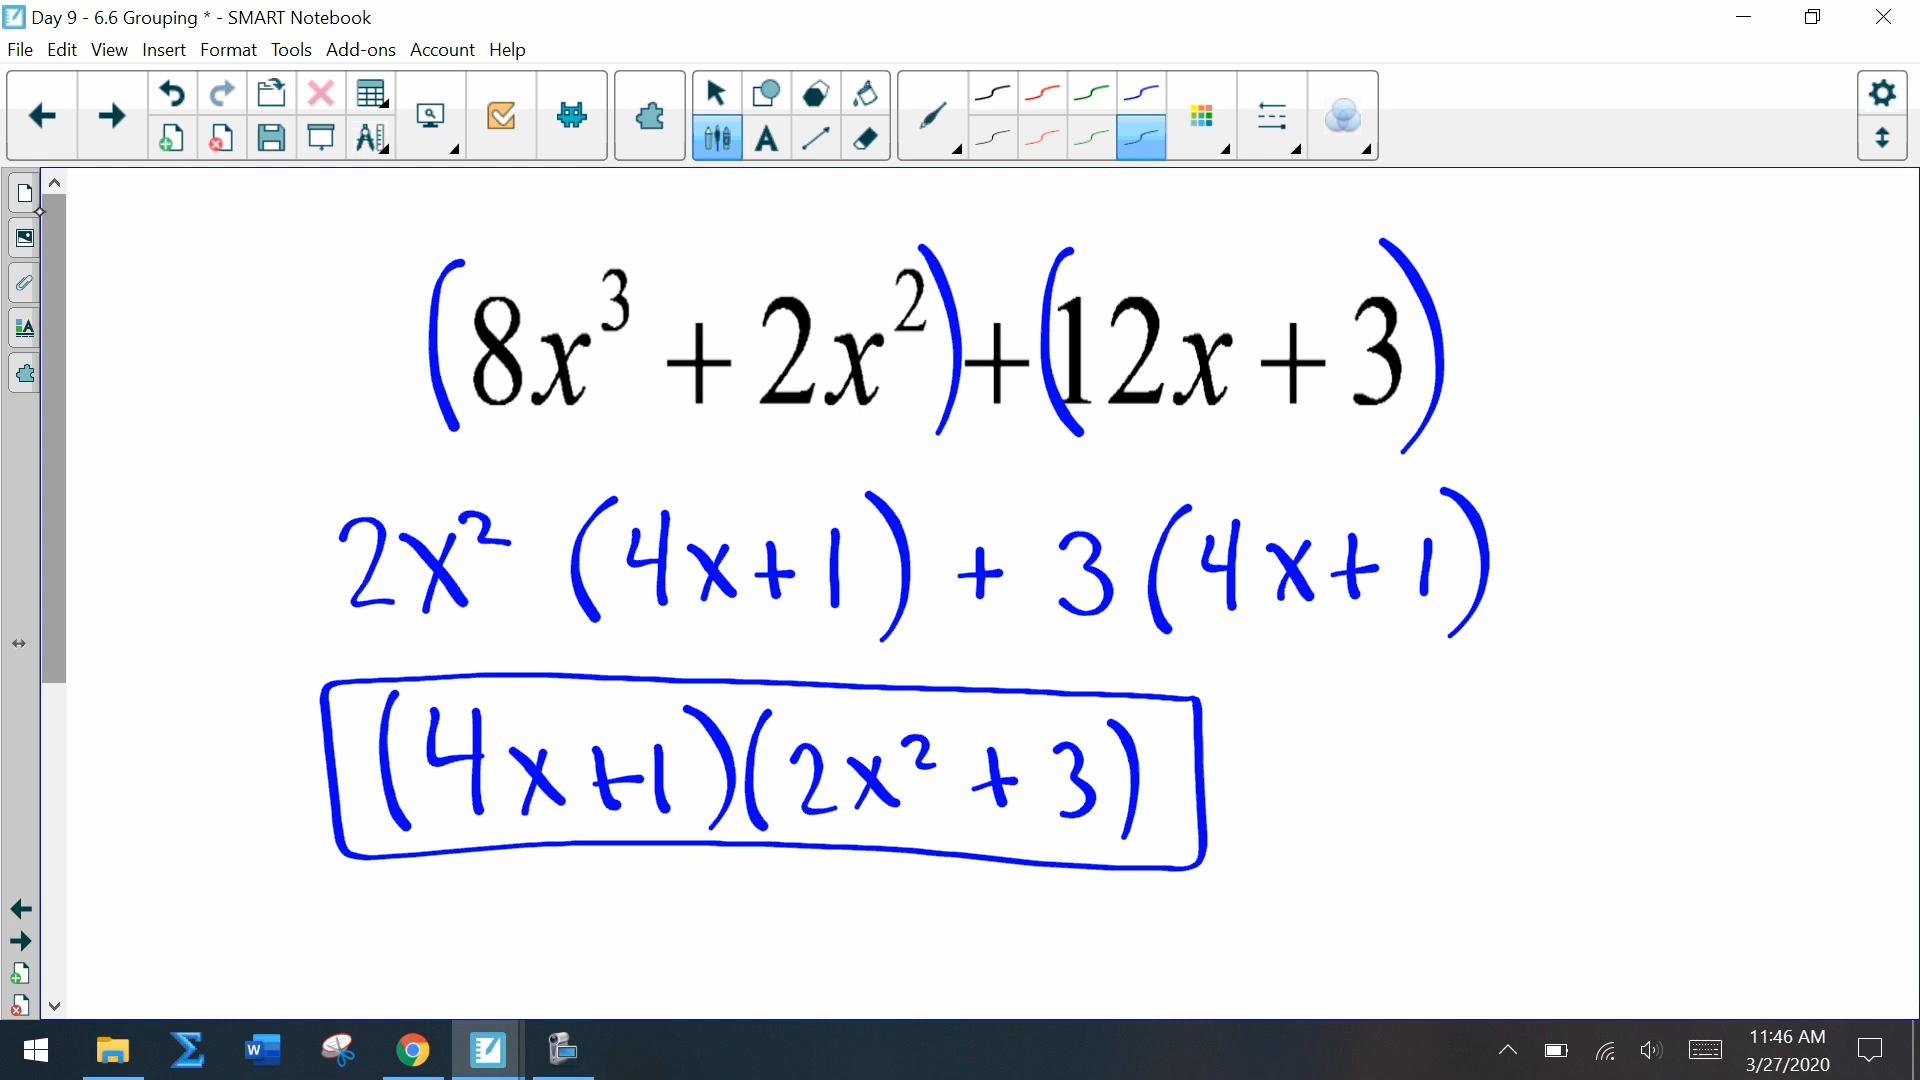 Day 9 - 6.6 Grouping * - SMART Notebook
File Edit View Insert Format Tools Add-ons Account Help
(8x³ + 2x²)+(12x + 3)
2x² (4x+1) + 3(4x+1)
(4x+1)(2x² + 3)
11:46 AM
3/27/2020